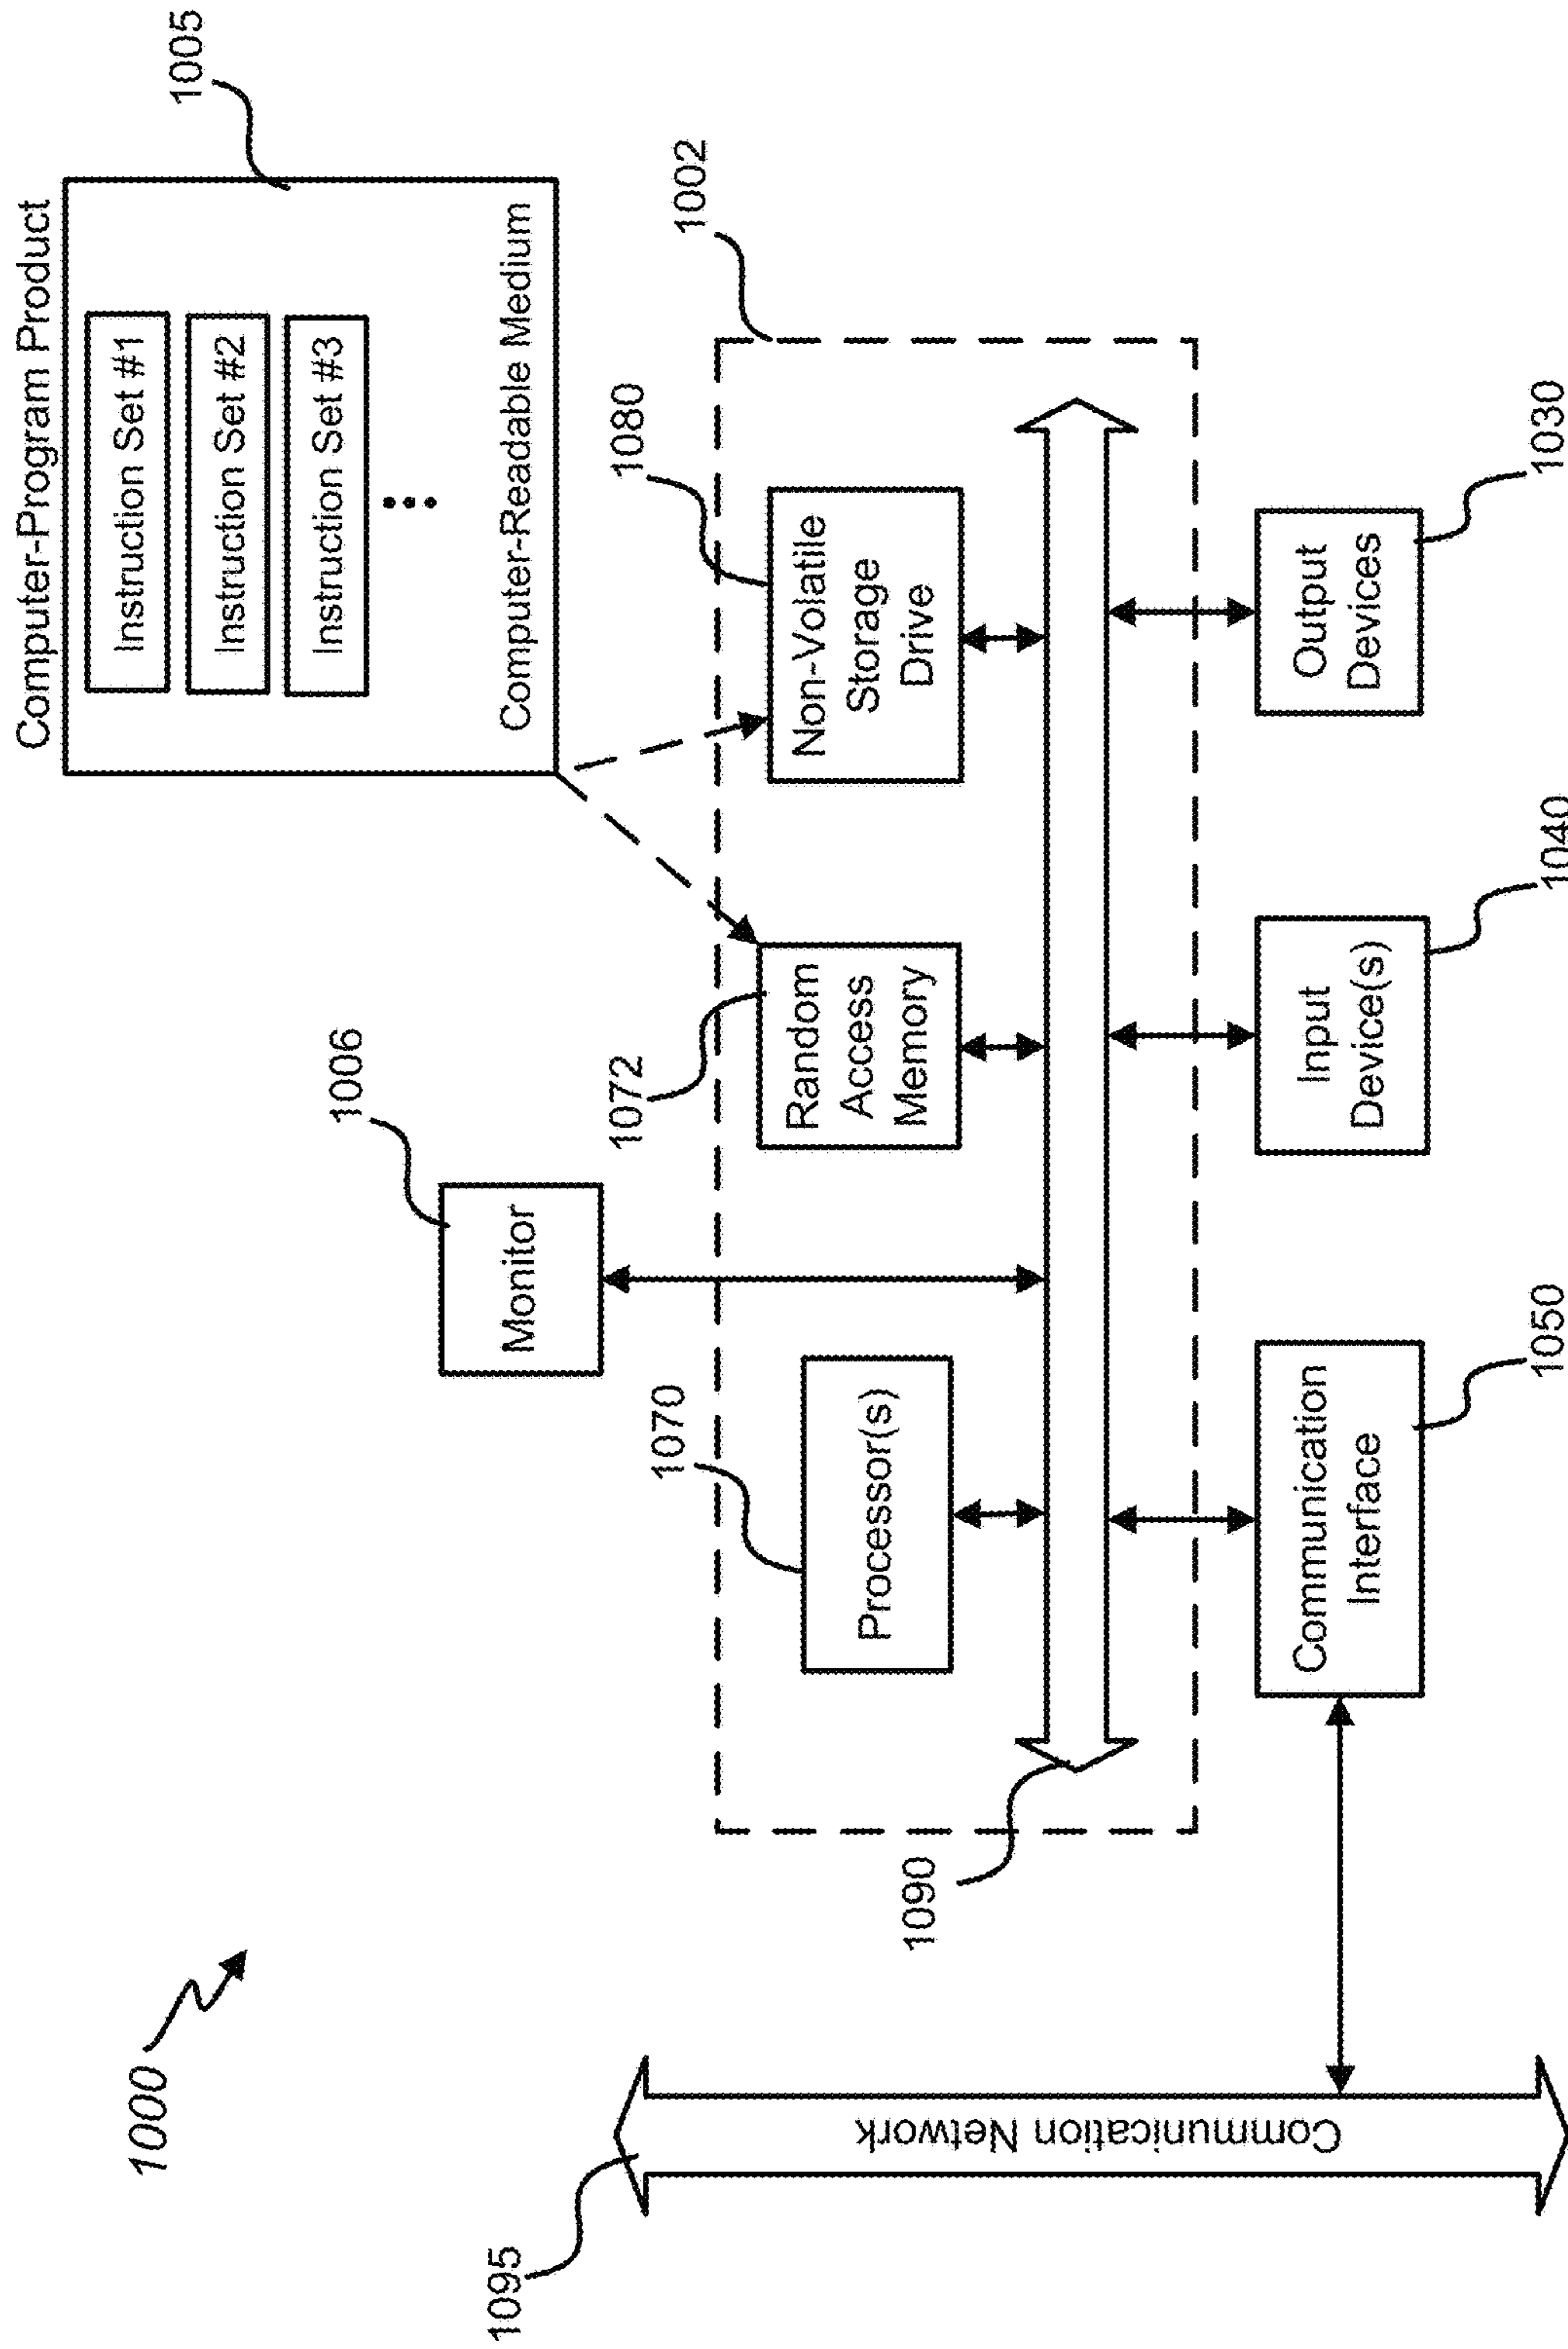 1000
Computer-Program Product
Instruction Set #1
Instruction Set #2
Instruction Set #3
Computer-Readable Medium
1005
1006
Monitor
1002
1070
Processor(s)
1072
Random
Access
Memory
1080
Non-Volatile
Storage
Drive
1090
1095
Communication Network
Communication
Interface
1050
Input
Device(s)
1040
Output
Devices
1030